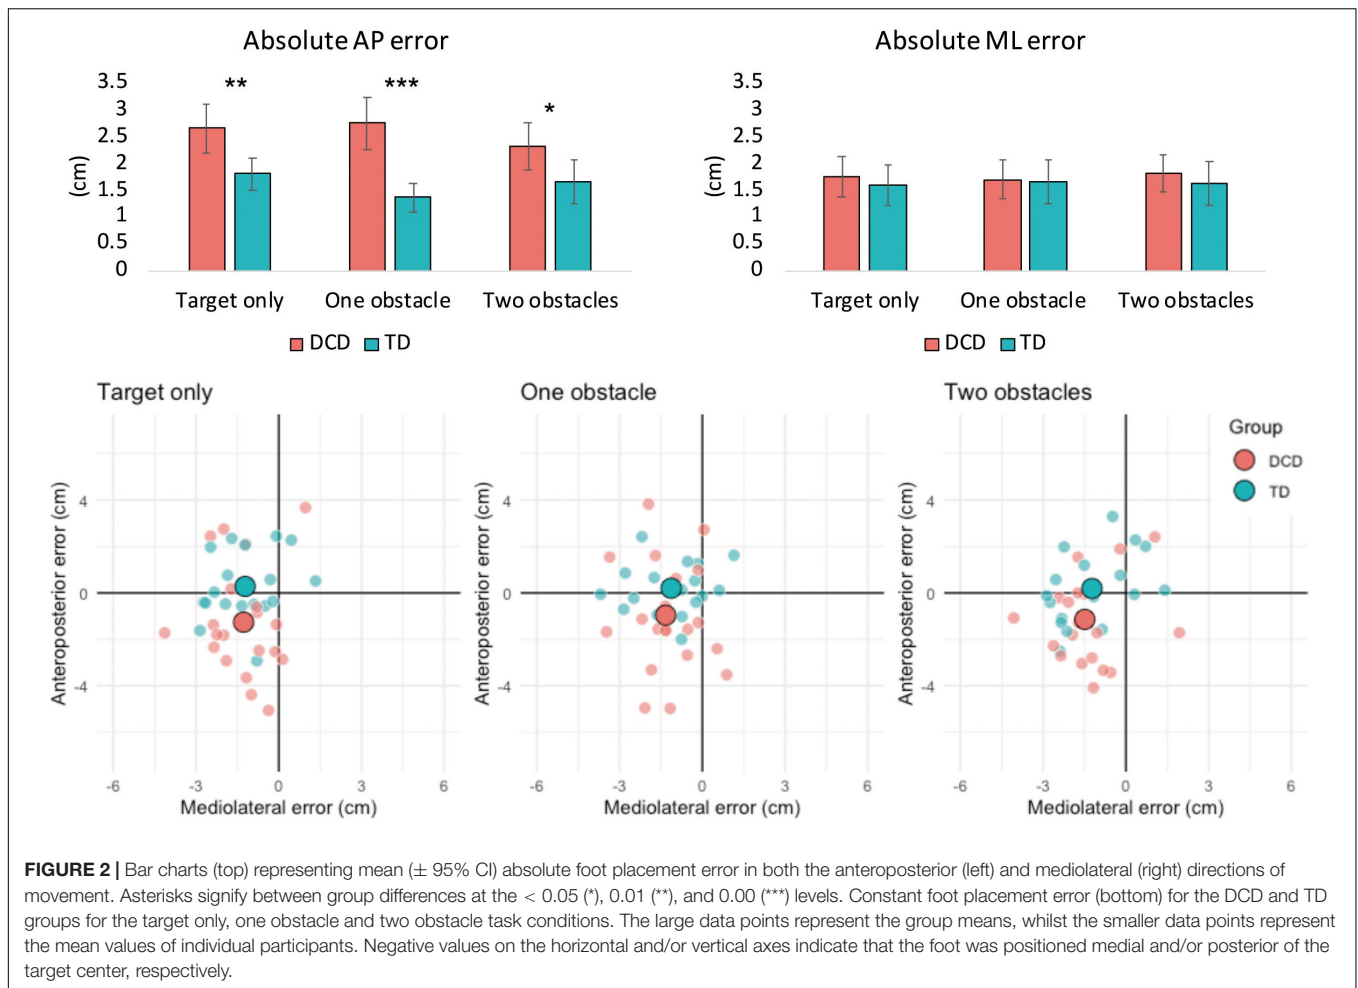 Absolute AP error
(cm)
3.5
3
2.5
2
1.5
1
0.5
0
**
***
*
Target only One obstacle Two obstacles
DCD TD
Absolute ML error
(cm)
3.5
3
2.5
2
1.5
1
0.5
0
Target only One obstacle Two obstacles
DCD TD
Target only
Anteroposterior error (cm)
4
0
-4
-6 -3 0 3 6
Mediolateral error (cm)
One obstacle
Anteroposterior error (cm)
4
0
-4
-6 -3 0 3 6
Mediolateral error (cm)
Two obstacles
Anteroposterior error (cm)
4
0
-4
-6 -3 0 3 6
Mediolateral error (cm)
Group
DCD
TD
FIGURE 2 | Bar charts (top) representing mean (± 95% CI) absolute foot placement error in both the anteroposterior (left) and mediolateral (right) directions of
movement. Asterisks signify between group differences at the < 0.05 (*), 0.01 (**), and 0.00 (***) levels. Constant foot placement error (bottom) for the DCD and TD
groups for the target only, one obstacle and two obstacle task conditions. The large data points represent the group means, whilst the smaller data points represent
the mean values of individual participants. Negative values on the horizontal and/or vertical axes indicate that the foot was positioned medial and/or posterior of the
target center, respectively.